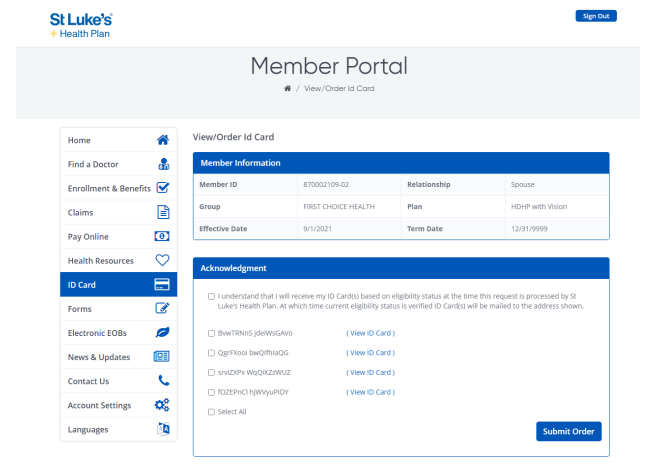 St Luke's
Health Plan
Sign Out
Member Portal
/ View/Order Id Card
Home
Find a Doctor
Enrollment & Benefits
Claims
Pay Online
Health Resources
ID Card
Forms
Electronic EOBs
News & Updates
Contact Us
Account Settings
Languages
View/Order Id Card
Member Information
Member ID 870002109-02 Relationship Spouse
Group FIRST CHOICE HEALTH Plan HDHP with Vision
Effective Date 9/1/2021 Term Date 12/31/9999
Acknowledgment
I understand that I will receive my ID Card(s) based on eligibility status at the time this request is processed by St
Luke's Health Plan. At which time current eligibility status is verified ID Card(s) will be mailed to the address shown.
BvwTRNnS jdeIWsGAvo ( View ID Card )
QgrFXooi bwQIfhIaQG ( View ID Card )
srviZXPx WqQiXZzWUZ ( View ID Card )
fOZEPnCl hJWVyuPlDY ( View ID Card )
Select All
Submit Order